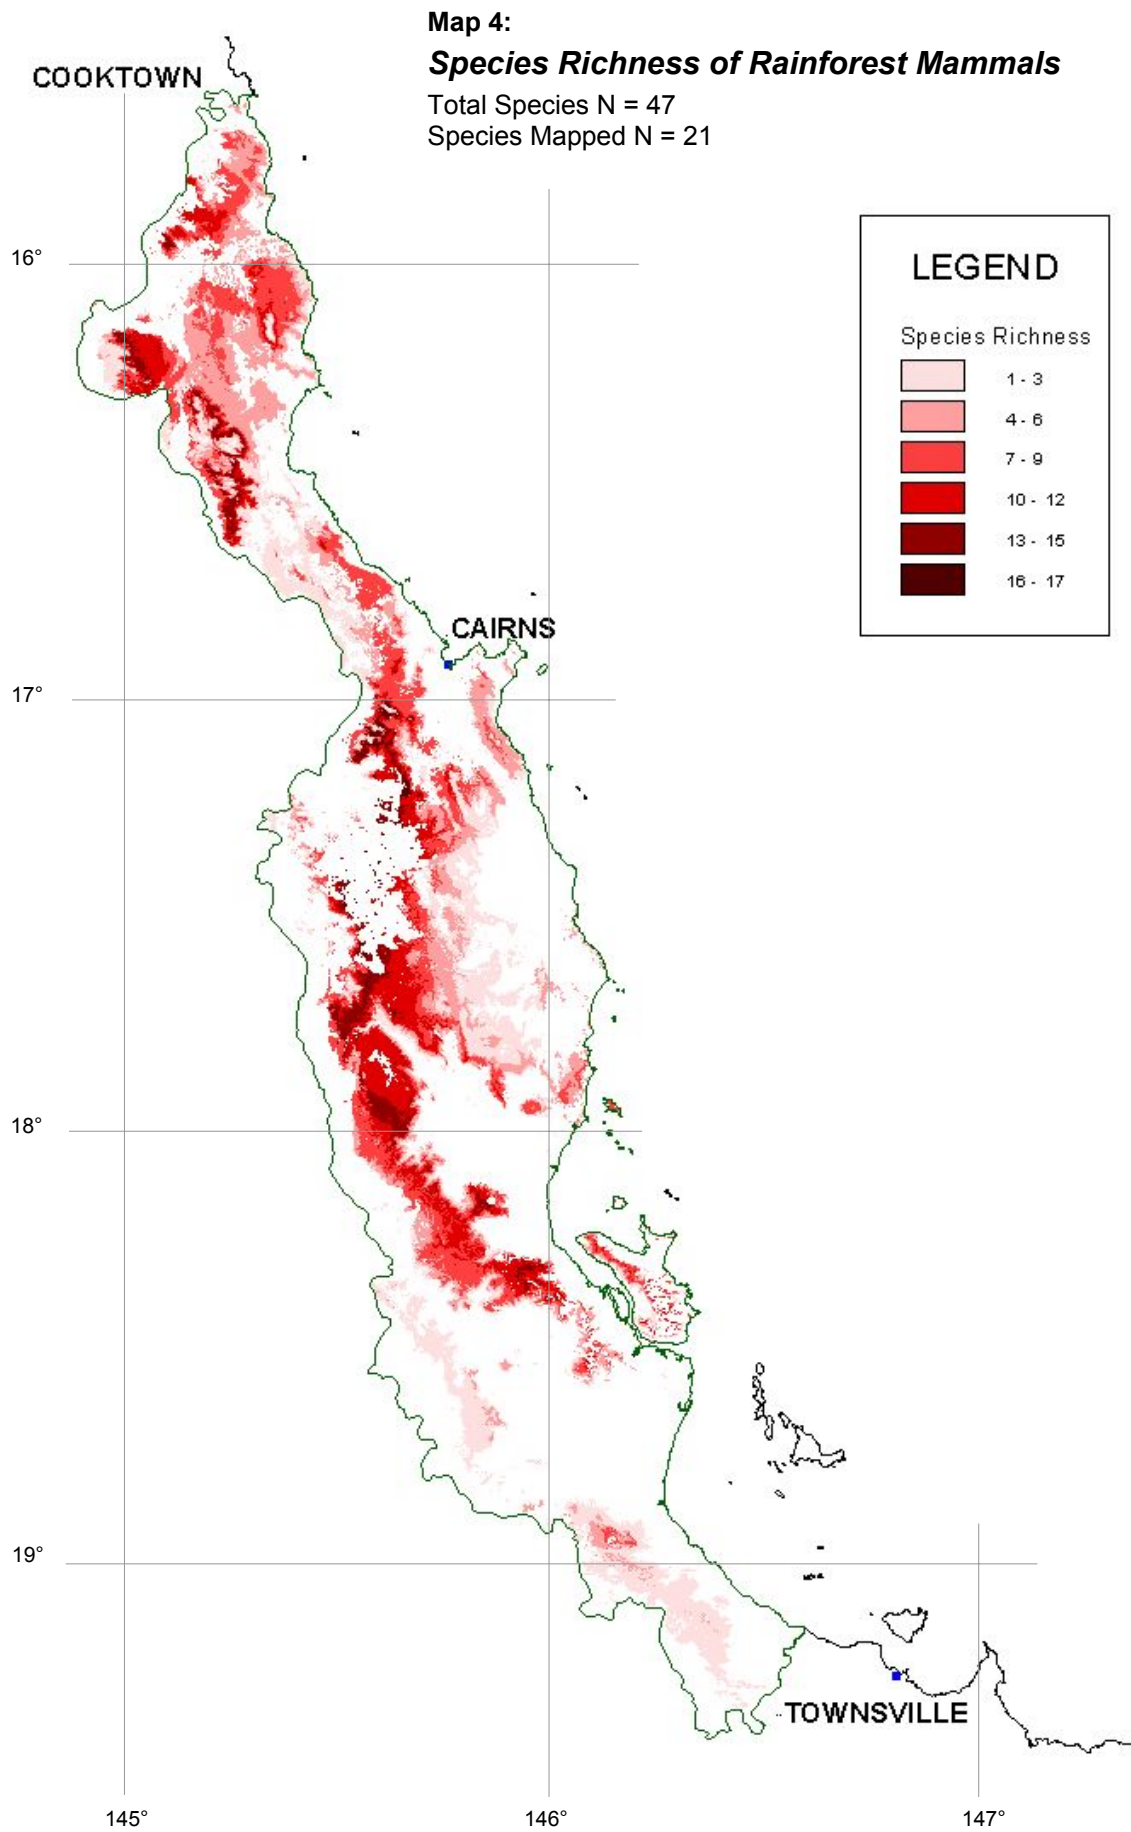 Map 4:
Species Richness of Rainforest Mammals
Total Species N = 47
Species Mapped N = 21
COOKTOWN
16°
LEGEND
Species Richness
1 - 3
4 - 6
7 - 9
10 - 12
13 - 15
16 - 17
CAIRNS
17°
18°
19°
TOWNSVILLE
145°
146°
147°